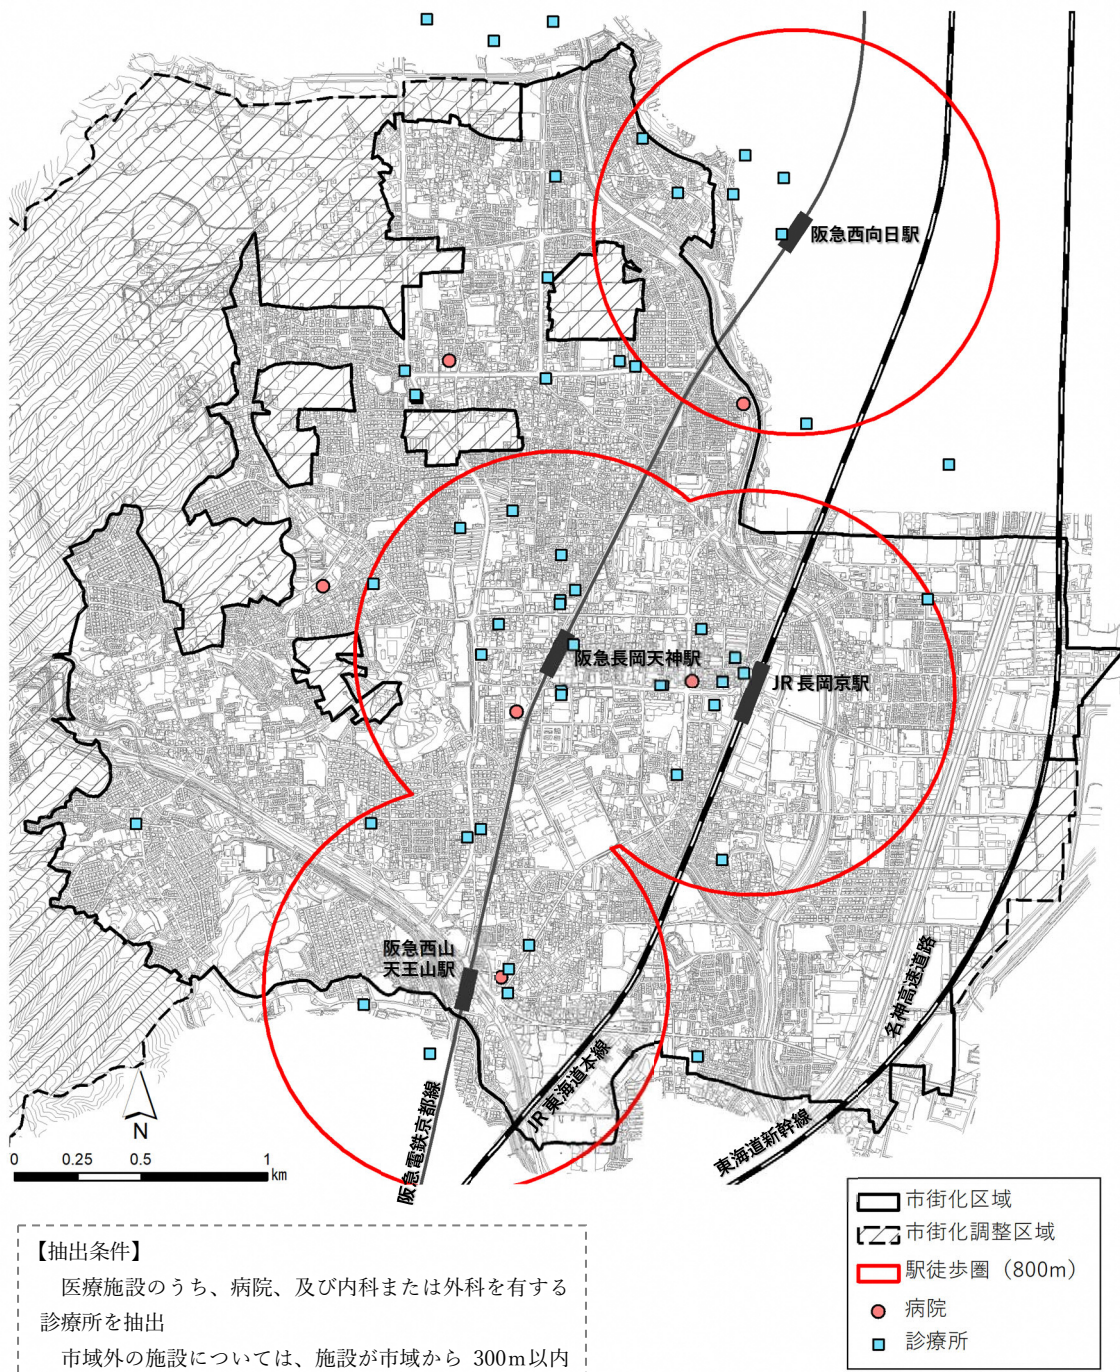 阪急西向日駅
阪急長岡天神駅
JR 長岡京駅
阪急西山
天王山駅
名神高速道路
JR 東海道本線
東海道新幹線
阪急電鉄京都線
N
0 0.25 0.5 1
km
市街化区域
市街化調整区域
駅徒歩圏（800m）
病院
診療所
【抽出条件】
医療施設のうち、病院、及び内科または外科を有する
診療所を抽出
市域外の施設については、施設が市域から 300m以内